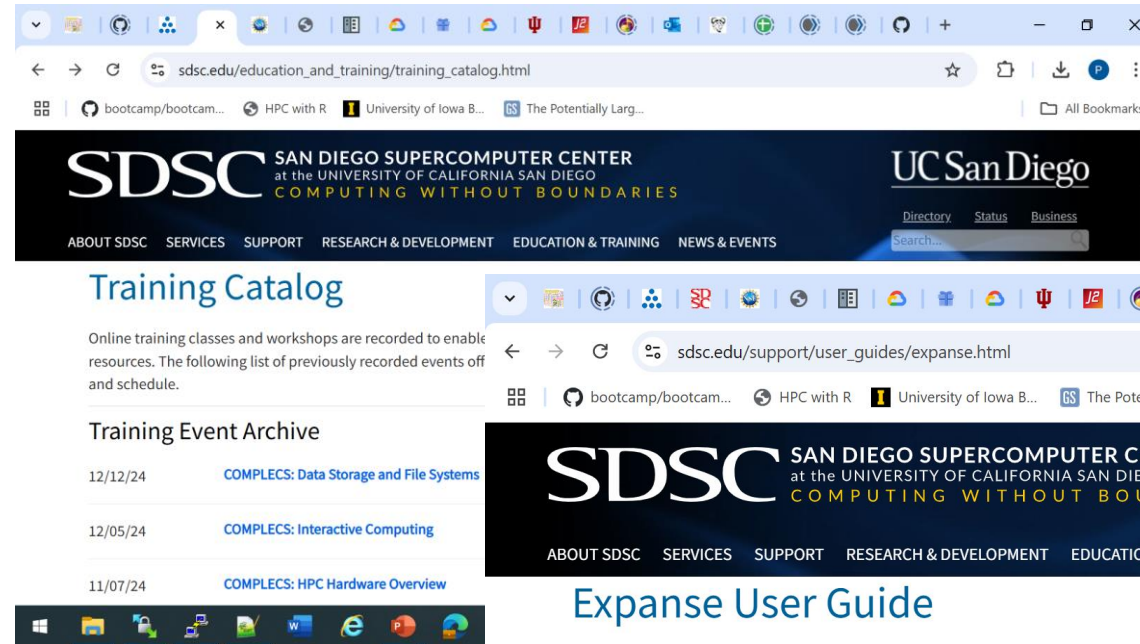 sdsc.edu/education_and_training/training_catalog.html
bootcamp/bootcam...
HPC with R
University of Iowa B...
The Potentially Larg...
All Bookmarks
SDSC
SAN DIEGO SUPERCOMPUTER CENTER
at the UNIVERSITY OF CALIFORNIA SAN DIEGO
COMPUTING WITHOUT BOUNDARIES
UC San Diego
Directory Status Business
Search...
ABOUT SDSC SERVICES SUPPORT RESEARCH & DEVELOPMENT EDUCATION & TRAINING NEWS & EVENTS
Training Catalog
Online training classes and workshops are recorded to enable
resources. The following list of previously recorded events off
and schedule.
Training Event Archive
12/12/24 COMPLECS: Data Storage and File Systems
12/05/24 COMPLECS: Interactive Computing
11/07/24 COMPLECS: HPC Hardware Overview
sdsc.edu/support/user_guides/expanse.html
bootcamp/bootcam...
HPC with R
University of Iowa B...
The Pote
SDSC
SAN DIEGO SUPERCOMPUTER C
at the UNIVERSITY OF CALIFORNIA SAN DIE
COMPUTING WITHOUT BOU
ABOUT SDSC SERVICES SUPPORT RESEARCH & DEVELOPMENT EDUCATIO
Expanse User Guide